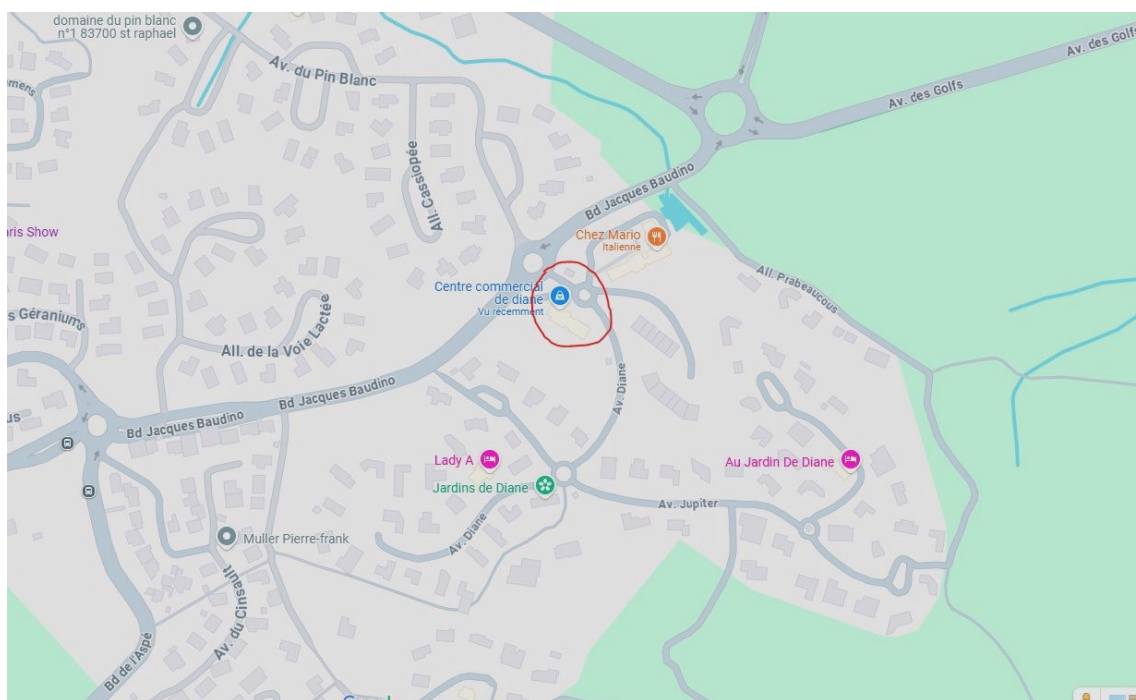 domaine du pin blanc
n°1 83700 st raphael
Av. du Pin Blanc
Av. des Golfs
Av. des Golfs
All. Cassiopée
Bd Jacques Baudino
Chez Mario
Italienne
All. Prabeaucous
Centre commercial
de diane
Vu récemment
Show
Géraniums
All. de la Voie Lactée
Bd Jacques Baudino
Bd Jacques Baudino
Av. Diane
Lady A
Jardins de Diane
Au Jardin De Diane
Av. Jupiter
Av. Diane
Muller Pierre-frank
Av. du Cinsault
Bd de l'Aspé